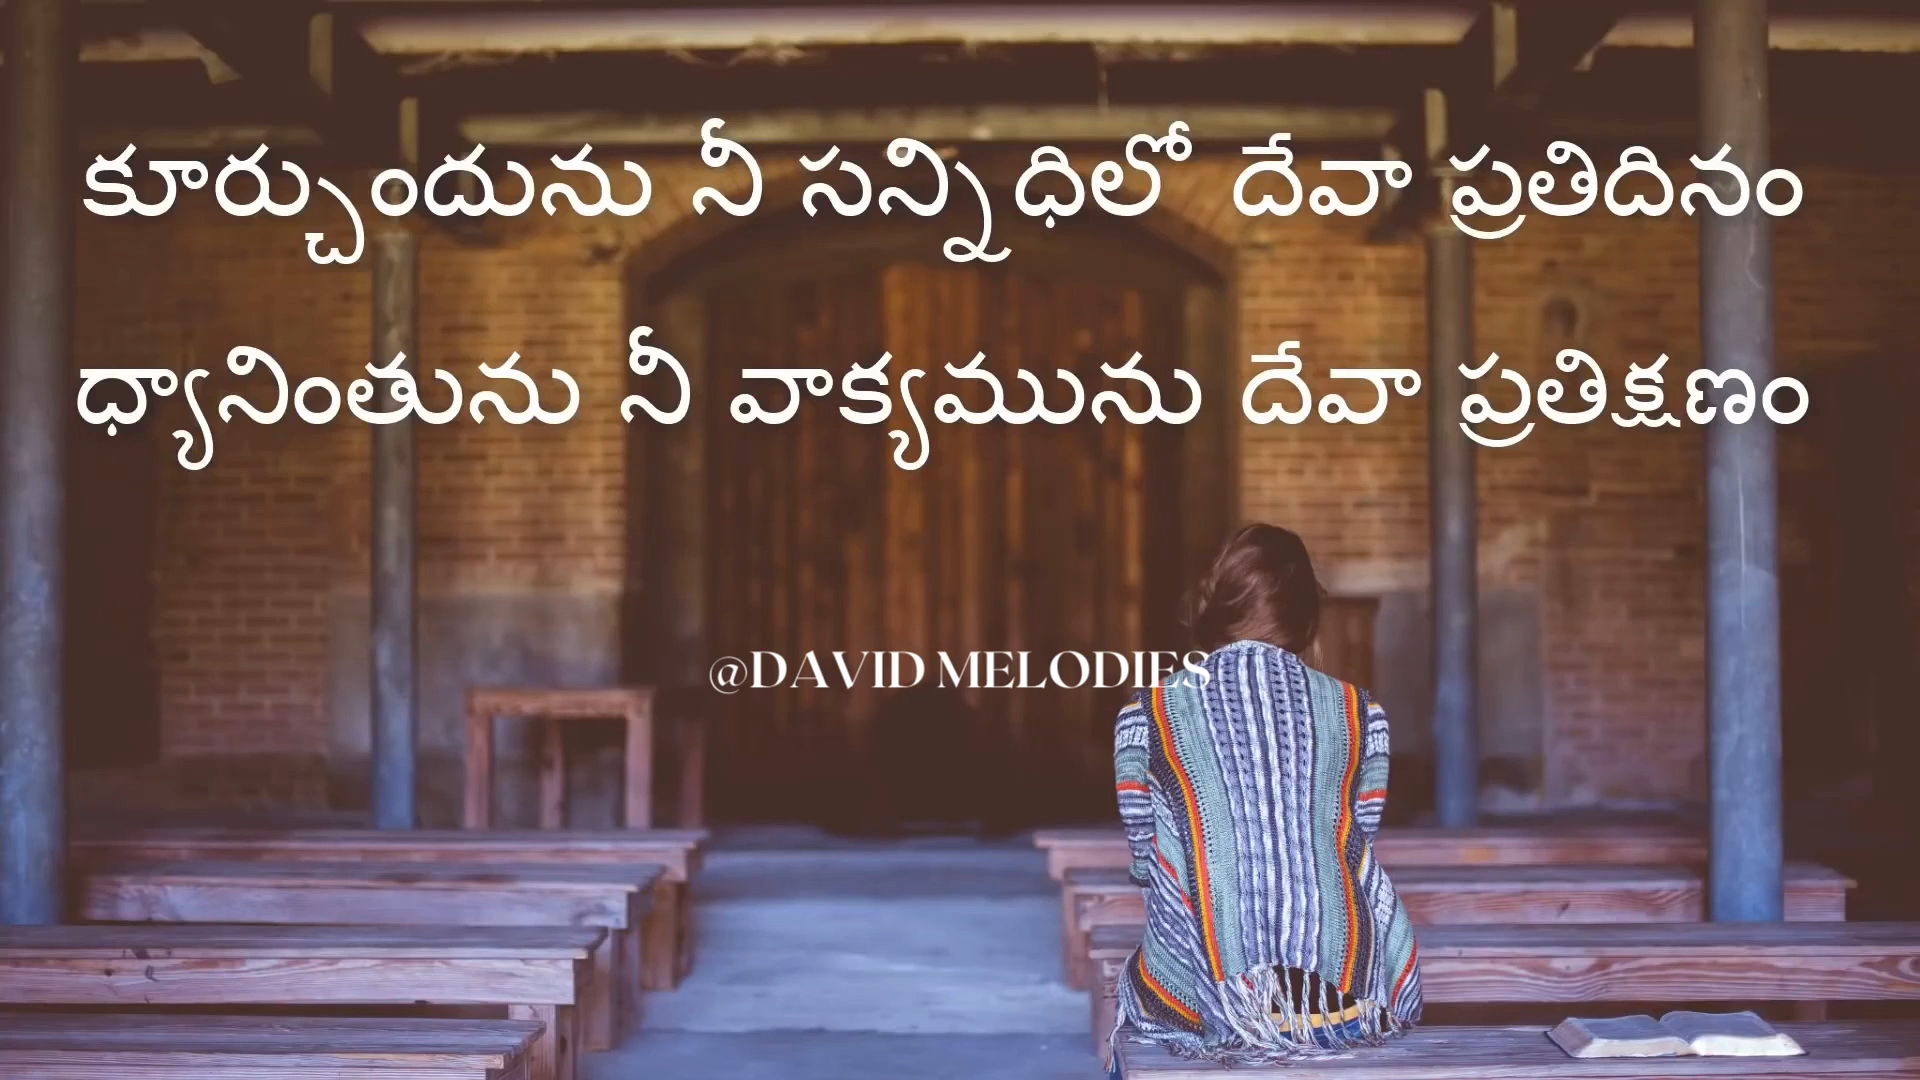 కూర్చుందును నీ సన్నిధిలో దేవా ప్రతిదినం
ధ్యానింతును నీ వాక్యమును దేవా ప్రతిక్షణం
@DAVID MELODIES